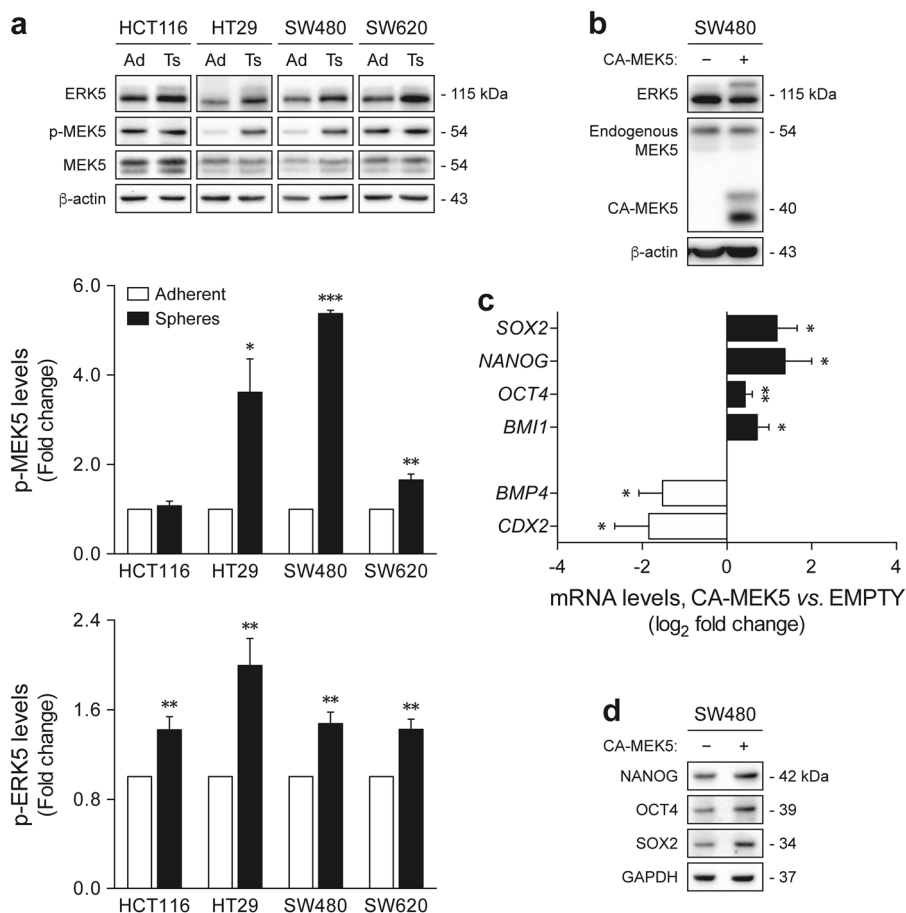 a
HCT116 HT29 SW480 SW620
Ad Ts Ad Ts Ad Ts Ad Ts
ERK5 - 115 kDa
p-MEK5 - 54
MEK5 - 54
β-actin - 43
6.0
4.0
2.0
0.0
p-MEK5 levels
(Fold change)
Adherent
Spheres
*
***
**
HCT116 HT29 SW480 SW620
2.4
1.6
0.8
0.0
p-ERK5 levels
(Fold change)
** ** ** **
HCT116 HT29 SW480 SW620
b
SW480
CA-MEK5: – +
ERK5 - 115 kDa
Endogenous - 54
MEK5
CA-MEK5 - 40
β-actin - 43
c
SOX2 *
NANOG *
OCT4 **
BMI1 *
BMP4 *
CDX2 *
-4 -2 0 2 4
mRNA levels, CA-MEK5 vs. EMPTY
(log2 fold change)
d
SW480
CA-MEK5: – +
NANOG - 42 kDa
OCT4 - 39
SOX2 - 34
GAPDH - 37